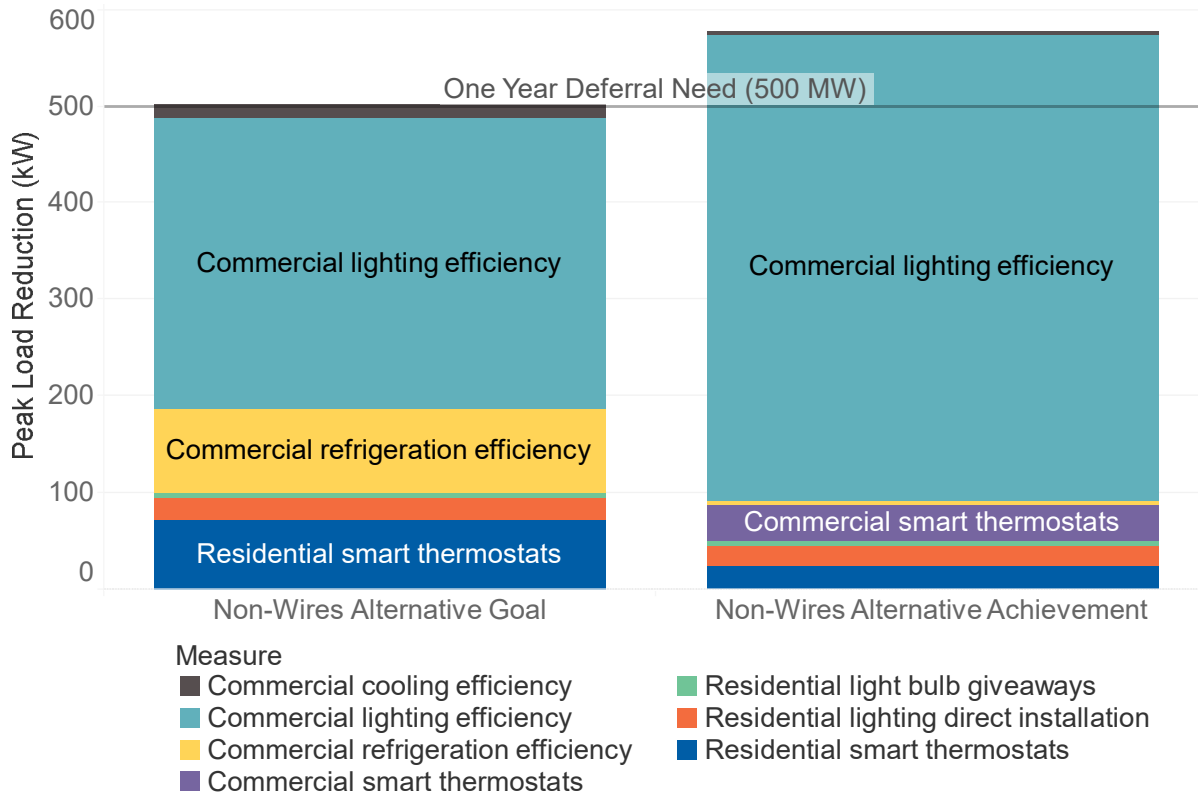 600
One Year Deferral Need (500 MW)
500
Peak Load Reduction (kW)
400
Commercial lighting efficiency
Commercial lighting efficiency
300
200
Commercial refrigeration efficiency
100
Commercial smart thermostats
Residential smart thermostats
0
Non-Wires Alternative Goal
Non-Wires Alternative Achievement
Measure
Commercial cooling efficiency
Commercial lighting efficiency
Commercial refrigeration efficiency
Commercial smart thermostats
Residential light bulb giveaways
Residential lighting direct installation
Residential smart thermostats